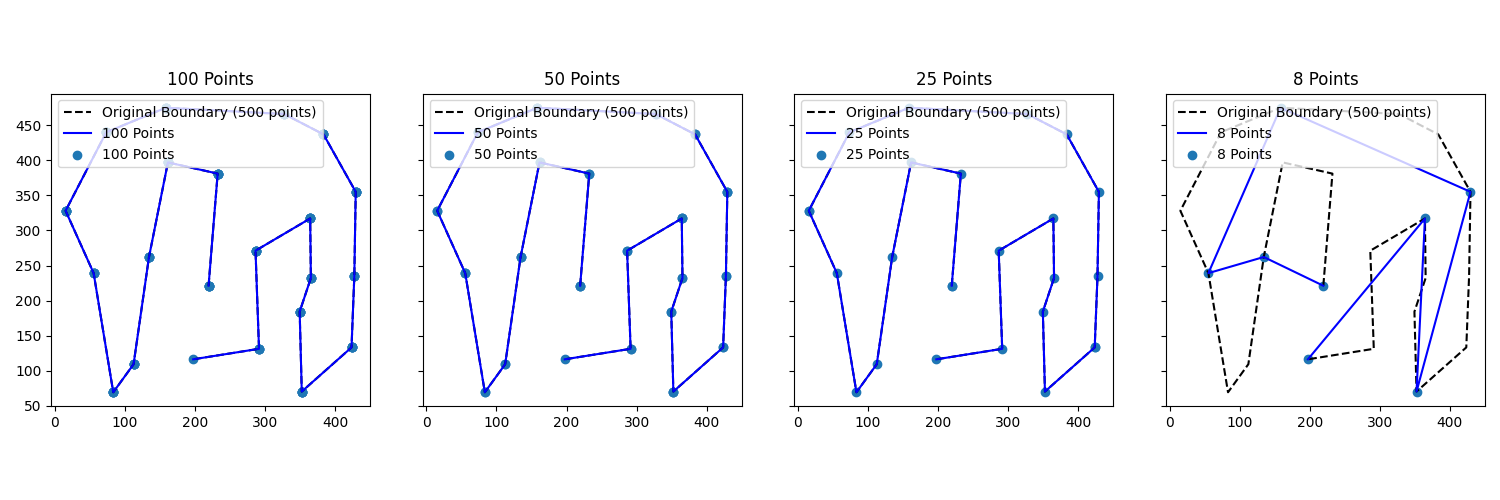 100 Points
50 Points
25 Points
8 Points
Original Boundary (500 points)
100 Points
100 Points
Original Boundary (500 points)
50 Points
50 Points
Original Boundary (500 points)
25 Points
25 Points
Original Boundary (500 points)
8 Points
8 Points
450
400
350
300
250
200
150
100
50
0 100 200 300 400
0 100 200 300 400
0 100 200 300 400
0 100 200 300 400